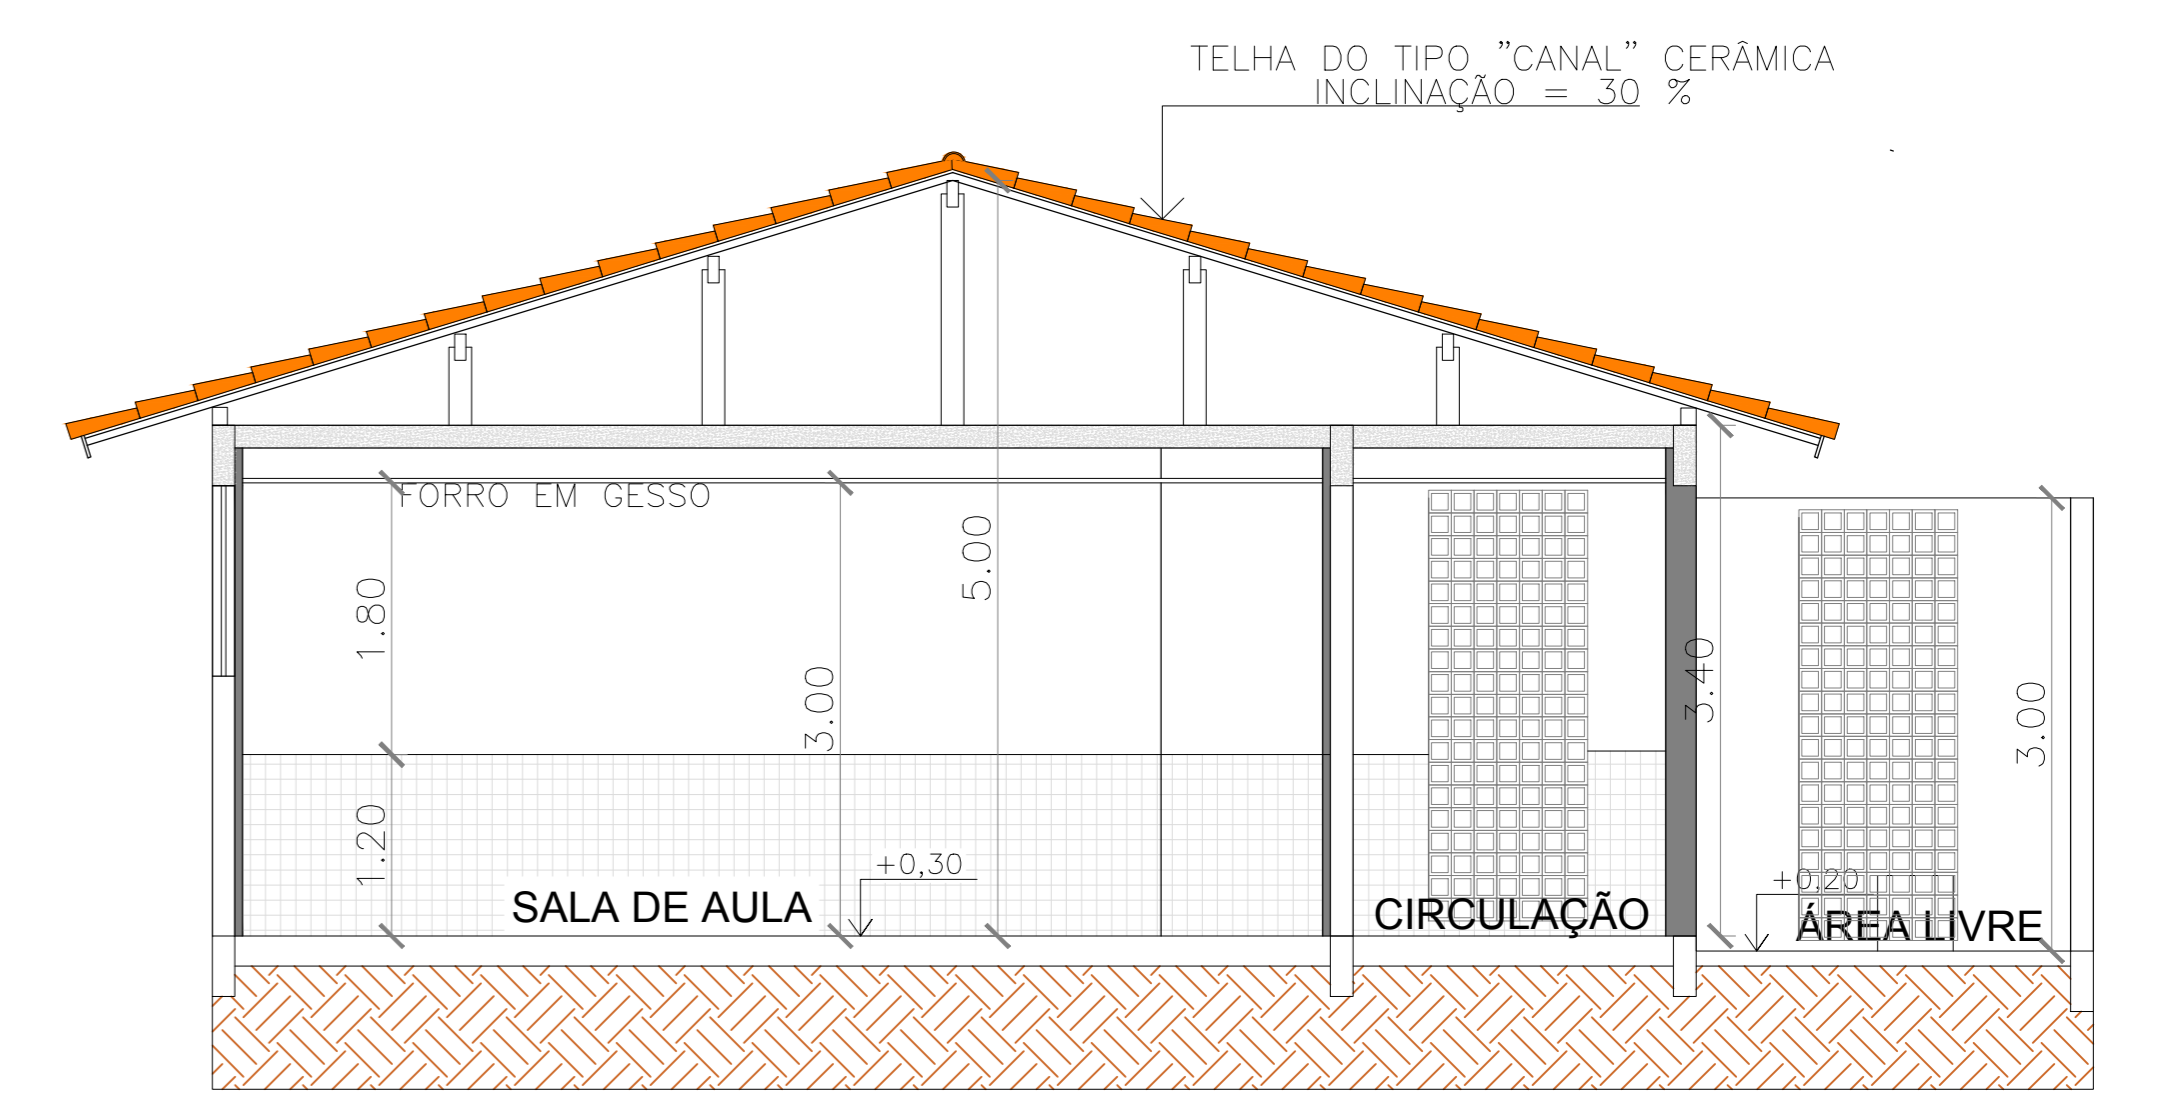 TELHA DO TIPO "CANAL" CERÂMICA
INCLINAÇÃO = 30 %
FORRO EM GESSO
5.00
1.80
3.00
3.40
3.00
1.20
+0,30
+0,20
SALA DE AULA
CIRCULAÇÃO
ÁREA LIVRE